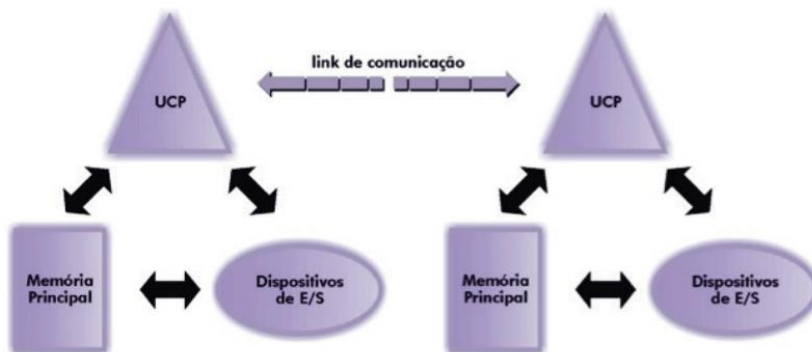 link de comunicação
UCP
UCP
Memória
Principal
Dispositivos
de E/S
Memória
Principal
Dispositivos
de E/S